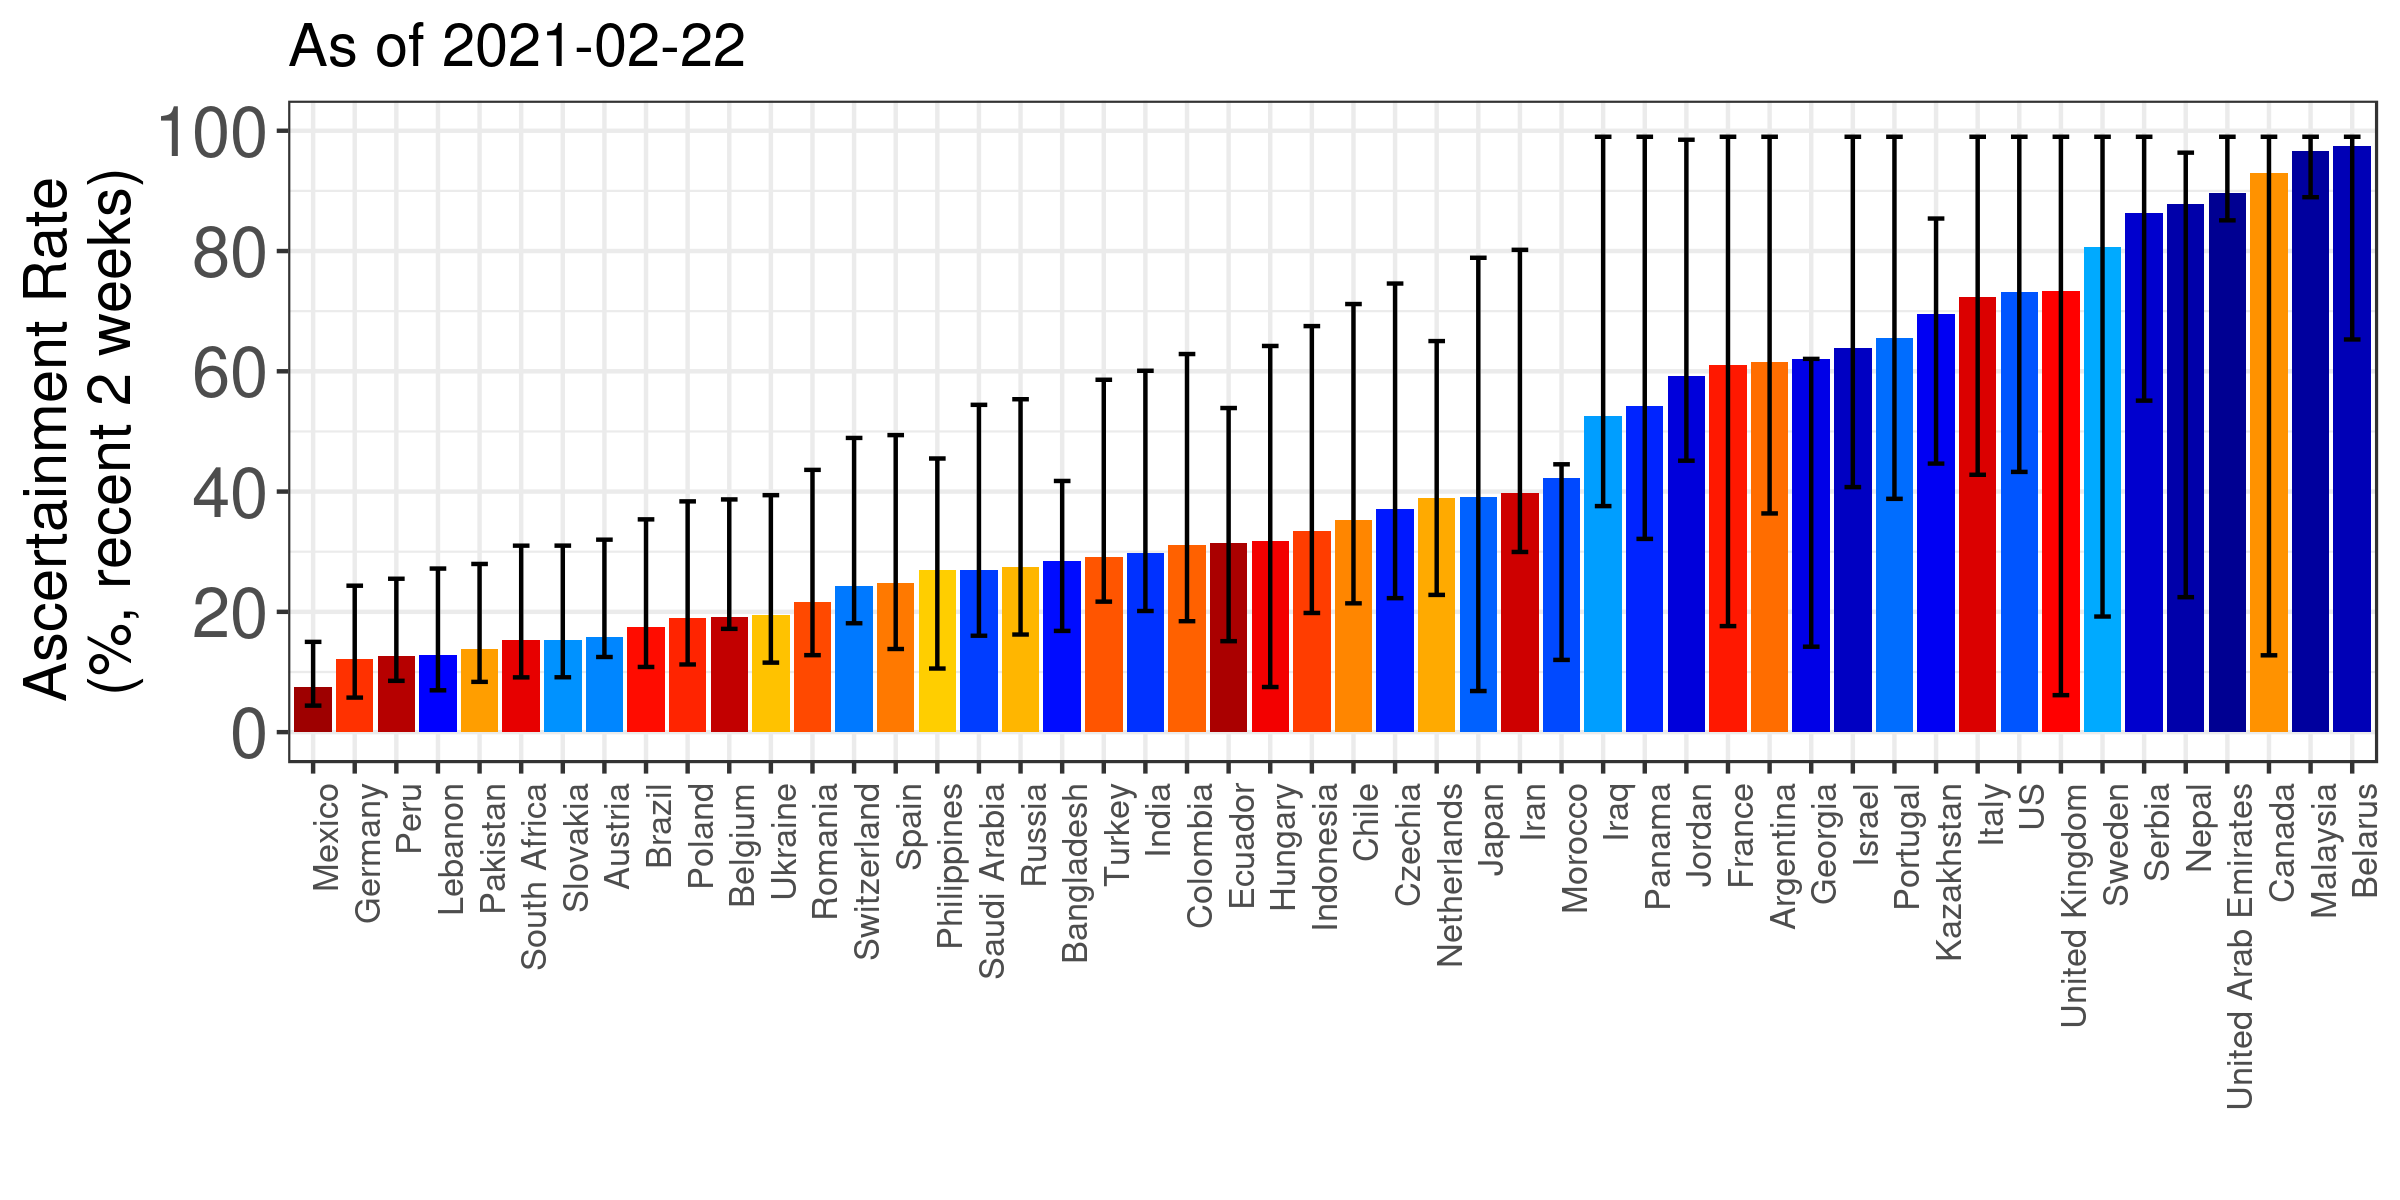 As of 2021-02-22
Ascertainment Rate
(%, recent 2 weeks)
100
80
60
40
20
0
Mexico
Germany
Peru
Lebanon
Pakistan
South Africa
Slovakia
Austria
Brazil
Poland
Belgium
Ukraine
Romania
Switzerland
Spain
Philippines
Saudi Arabia
Russia
Bangladesh
Turkey
India
Colombia
Ecuador
Hungary
Indonesia
Chile
Czechia
Netherlands
Japan
Iran
Morocco
Iraq
Panama
Jordan
France
Argentina
Georgia
Israel
Portugal
Kazakhstan
Italy
US
United Kingdom
Sweden
Serbia
Nepal
United Arab Emirates
Canada
Malaysia
Belarus